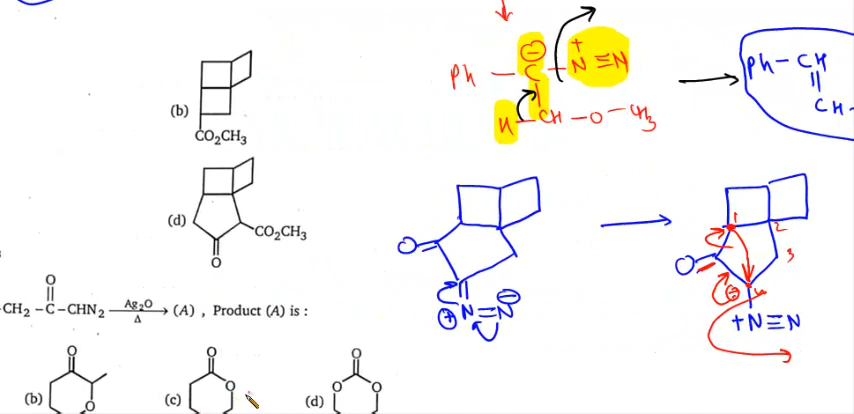 (b)
CO₂CH₃
(d)
CO₂CH₃
O
O
-CH₂ – C – CHN₂ Ag₂O Δ → (A) , Product (A) is :
(b) O O
(c) O O
(d) O O O
⊖ +
Ph – C – N ≡ N
H – CH – O – CH₃
Ph – CH
CH –
O
⊕ N = N ⊖
1 2
3
O
⊖ 4
+N ≡ N